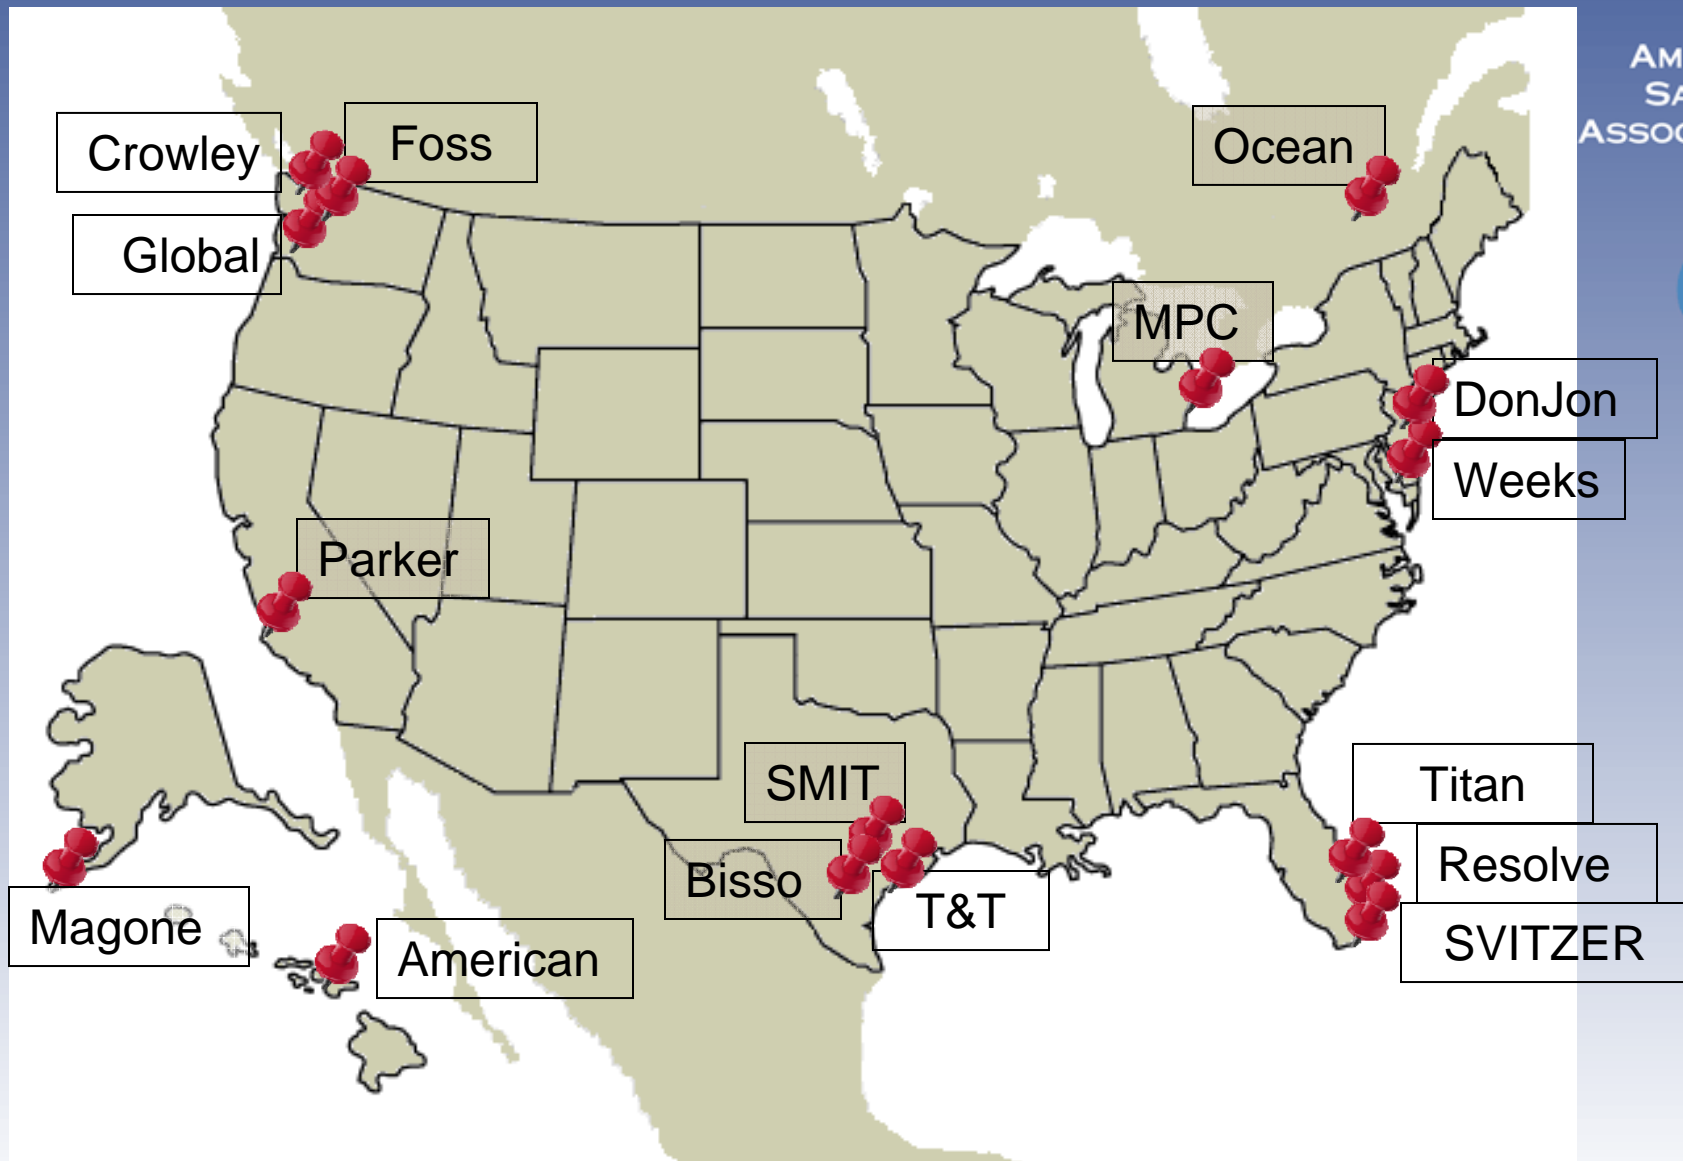 Crowley
Foss
Global
Ocean
MPC
DonJon
Weeks
Parker
SMIT
Bisso
T&T
Titan
Resolve
SVITZER
Magone
American